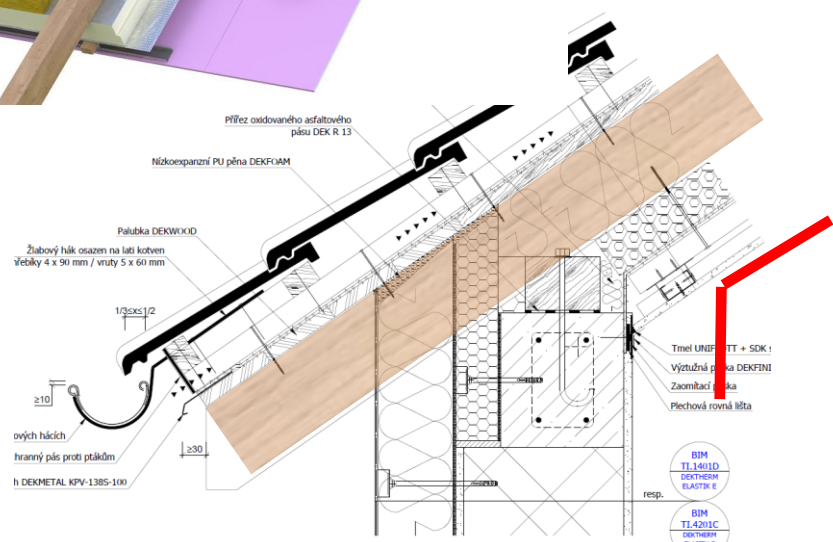 Přířez oxidovaného asfaltového
pásu DEK R 13
Nízkoexpanzní PU pěna DEKFOAM
Palubka DEKWOOD
Žlabový hák osazen na lati kotven
řebíky 4 x 90 mm / vruty 5 x 60 mm
1/3≤x≤1/2
≥10
ových hácích
hranný pás proti ptákům
≥30
h DEKMETAL KPV-138S-100
+ SDK
Výztužná DEKFINI
Zaomítací
Plechová rovná lišta
resp.
BIM
TI.1401D
DEKTHERM
ELASTIK E
BIM
TI.4201C
DEKTHERM